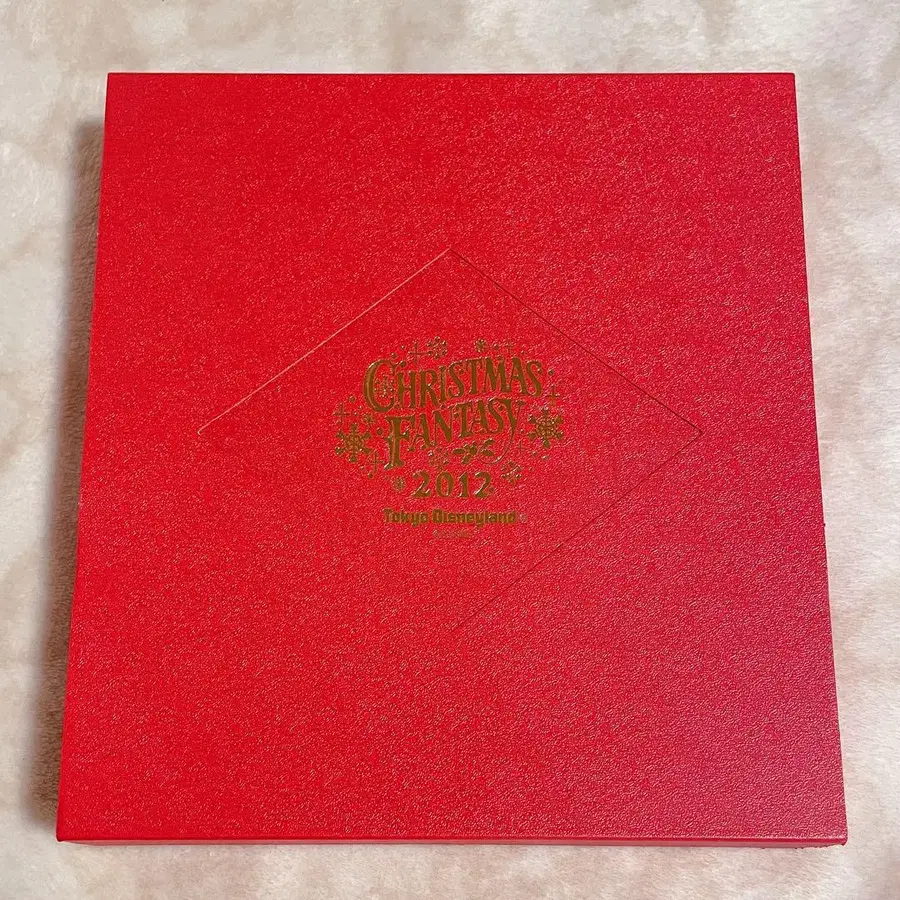 CHRISTMAS
FANTASY
2012
Tokyo Disneyland®